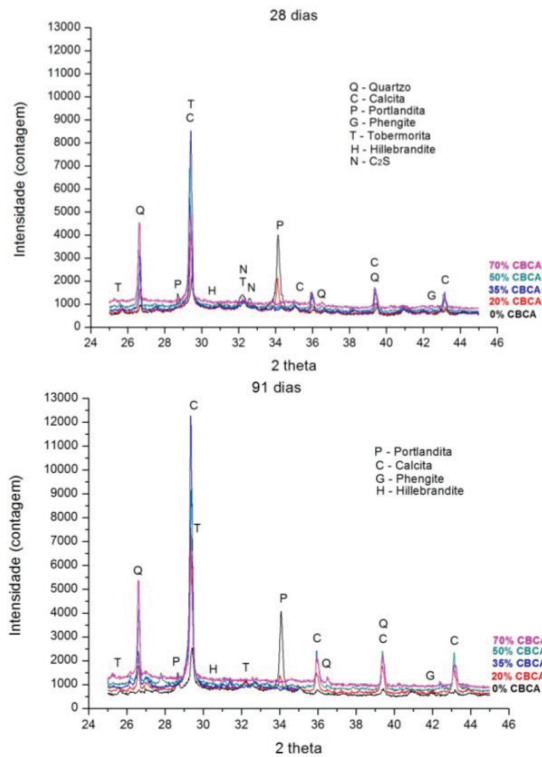 28 dias
Intensidade (contagem)
13000
12000
11000
10000
9000
8000
7000
6000
5000
4000
3000
2000
1000
0
Q - Quartzo
C - Calcita
P - Portlandita
G - Phengite
T - Tobermorita
H - Hillebrandite
N - C₂S
T
C
Q
P
N
T
N
C
Q
C
T
P
H
C
Q
G
70% CBCA
50% CBCA
35% CBCA
20% CBCA
0% CBCA
24 26 28 30 32 34 36 38 40 42 44 46
2 theta
91 dias
Intensidade (contagem)
13000
12000
11000
10000
9000
8000
7000
6000
5000
4000
3000
2000
1000
0
P - Portlandita
C - Calcita
G - Phengite
H - Hillebrandite
C
T
Q
P
C
Q
C
C
T
P
H
T
Q
G
70% CBCA
50% CBCA
35% CBCA
20% CBCA
0% CBCA
24 26 28 30 32 34 36 38 40 42 44 46
2 theta